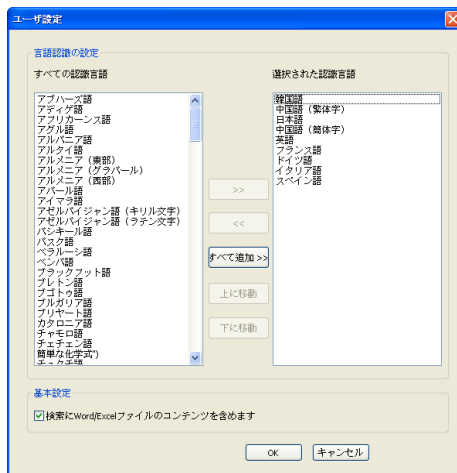 ユーザ設定
言語認識の設定
すべての認識言語
アブハーズ語
アディゲ語
アフリカーンス語
アグル語
アルバニア語
アルタイ語
アルメニア（東部）
アルメニア（グラバール）
アルメニア（西部）
アバール語
アイマラ語
アゼルバイジャン語（キリル文字）
アゼルバイジャン語（ラテン文字）
バシキール語
バスク語
ベラルーシ語
ベンバ語
ブラックフット語
ブレトン語
ブゴトゥ語
ブルガリア語
ブリヤート語
カタロニア語
チャモロ語
チェチェン語
簡単な化学式")
チュクチ語
>>
<<
すべて追加 >>
上に移動
下に移動
選択された認識言語
韓国語
中国語（繁体字）
日本語
中国語（簡体字）
英語
フランス語
ドイツ語
イタリア語
スペイン語
基本設定
検索にWord/Excelファイルのコンテンツを含めます
OK
キャンセル